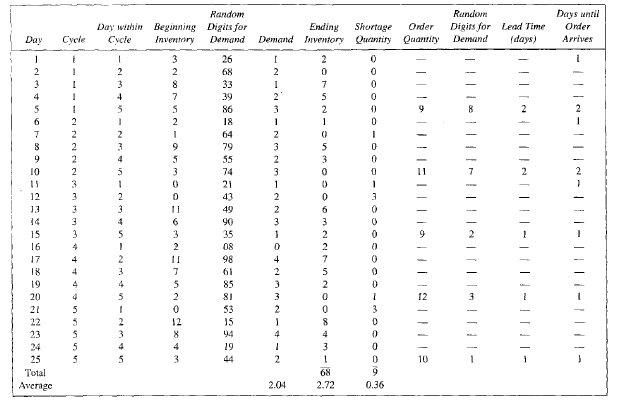 Random Random Days until
Day within Beginning Digits for Ending Shortage Order Digits for Lead Time Order
Day Cycle Cycle Inventory Demand Demand Inventory Quantity Quantity Demand (days) Arrives
1 1 1 3 26 1 2 0 — — — 1
2 1 2 2 68 2 0 0 — — — —
3 1 3 8 33 1 7 0 — — — —
4 1 4 7 39 2 5 0 — — — —
5 1 5 5 86 3 2 0 9 8 2 2
6 2 1 2 18 1 1 0 — — — 1
7 2 2 1 64 2 0 1 — — — —
8 2 3 9 79 3 5 0 — — — —
9 2 4 5 55 2 3 0 — — — —
10 2 5 3 74 3 0 0 11 7 2 2
11 3 1 0 21 1 0 1 — — — 1
12 3 2 0 43 2 0 3 — — — —
13 3 3 11 49 2 6 0 — — — —
14 3 4 6 90 3 3 0 — — — —
15 3 5 3 35 1 2 0 9 2 1 1
16 4 1 2 08 0 2 0 — — — —
17 4 2 11 98 4 7 0 — — — —
18 4 3 7 61 2 5 0 — — — —
19 4 4 5 85 3 2 0 — — — —
20 4 5 2 81 3 0 1 12 3 1 1
21 5 1 0 53 2 0 3 — — — —
22 5 2 12 15 1 8 0 — — — —
23 5 3 8 94 4 4 0 — — — —
24 5 4 4 19 1 3 0 — — — —
25 5 5 3 44 2 1 0 10 1 1 1
Total 68 9
Average 2.04 2.72 0.36